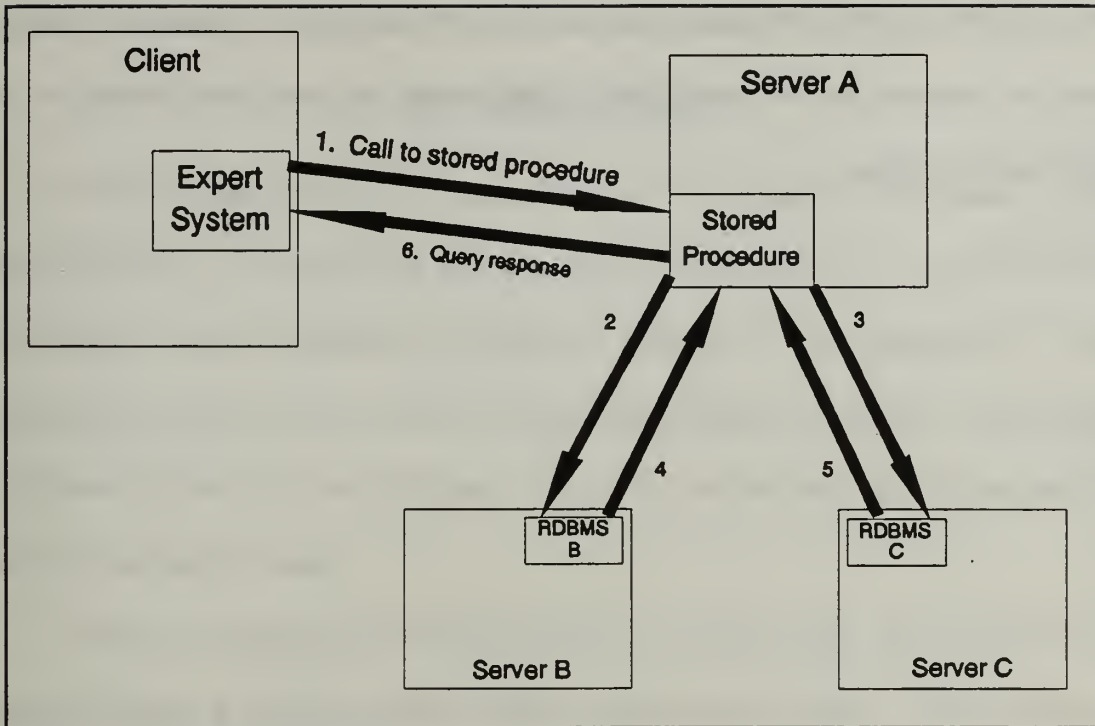 Client
Server A
1. Call to stored procedure
Expert
System
Stored
Procedure
6. Query response
2
3
4
5
RDBMS
B
RDBMS
C
Server B
Server C